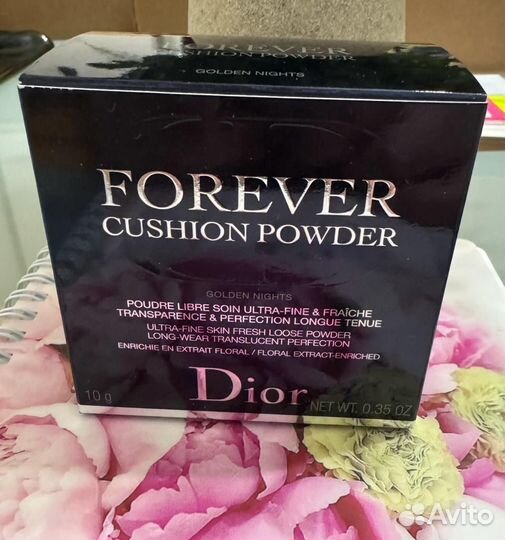 FOREVER
CUSHION POWDER
GOLDEN NIGHTS
FOREVER
CUSHION POWDER
GOLDEN NIGHTS
POUDRE LIBRE SOIN ULTRA-FINE & FRAÎCHE
TRANSPARENCE & PERFECTION LONGUE TENUE
ULTRA-FINE SKIN FRESH LOOSE POWDER
LONG-WEAR TRANSLUCENT PERFECTION
ENRICHIE EN EXTRAIT FLORAL / FLORAL EXTRACT-ENRICHED
10 g Dior NET WT. 0.35 OZ
Avito